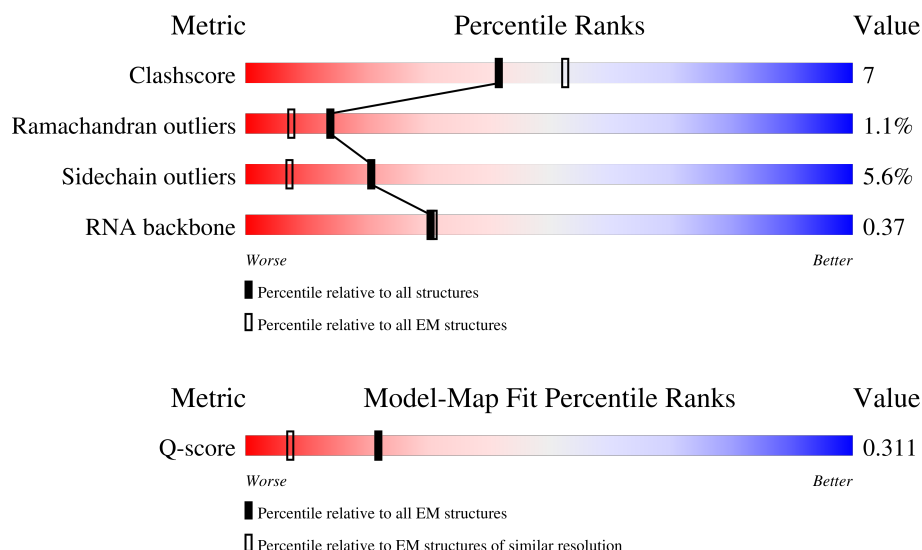 Metric Percentile Ranks Value
Clashscore 7
Ramachandran outliers 1.1%
Sidechain outliers 5.6%
RNA backbone 0.37
Worse Better
Percentile relative to all structures
Percentile relative to all EM structures
Metric Model-Map Fit Percentile Ranks Value
Q-score 0.311
Worse Better
Percentile relative to all EM structures
Percentile relative to EM structures of similar resolution